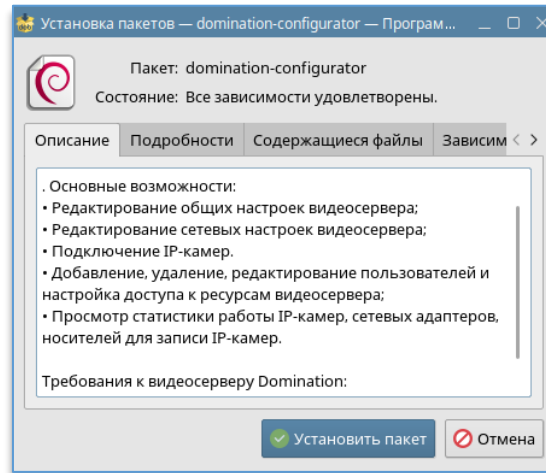 Установка пакетов — domination-configurator — Програм...
Пакет: domination-configurator
Состояние: Все зависимости удовлетворены.
Описание Подробности Содержащиеся файлы Зависим
. Основные возможности:
• Редактирование общих настроек видеосервера;
• Редактирование сетевых настроек видеосервера;
• Подключение IP-камер.
• Добавление, удаление, редактирование пользователей и
настройка доступа к ресурсам видеосервера;
• Просмотр статистики работы IP-камер, сетевых адаптеров,
носителей для записи IP-камер.
Требования к видеосерверу Domination:
Установить пакет Отмена